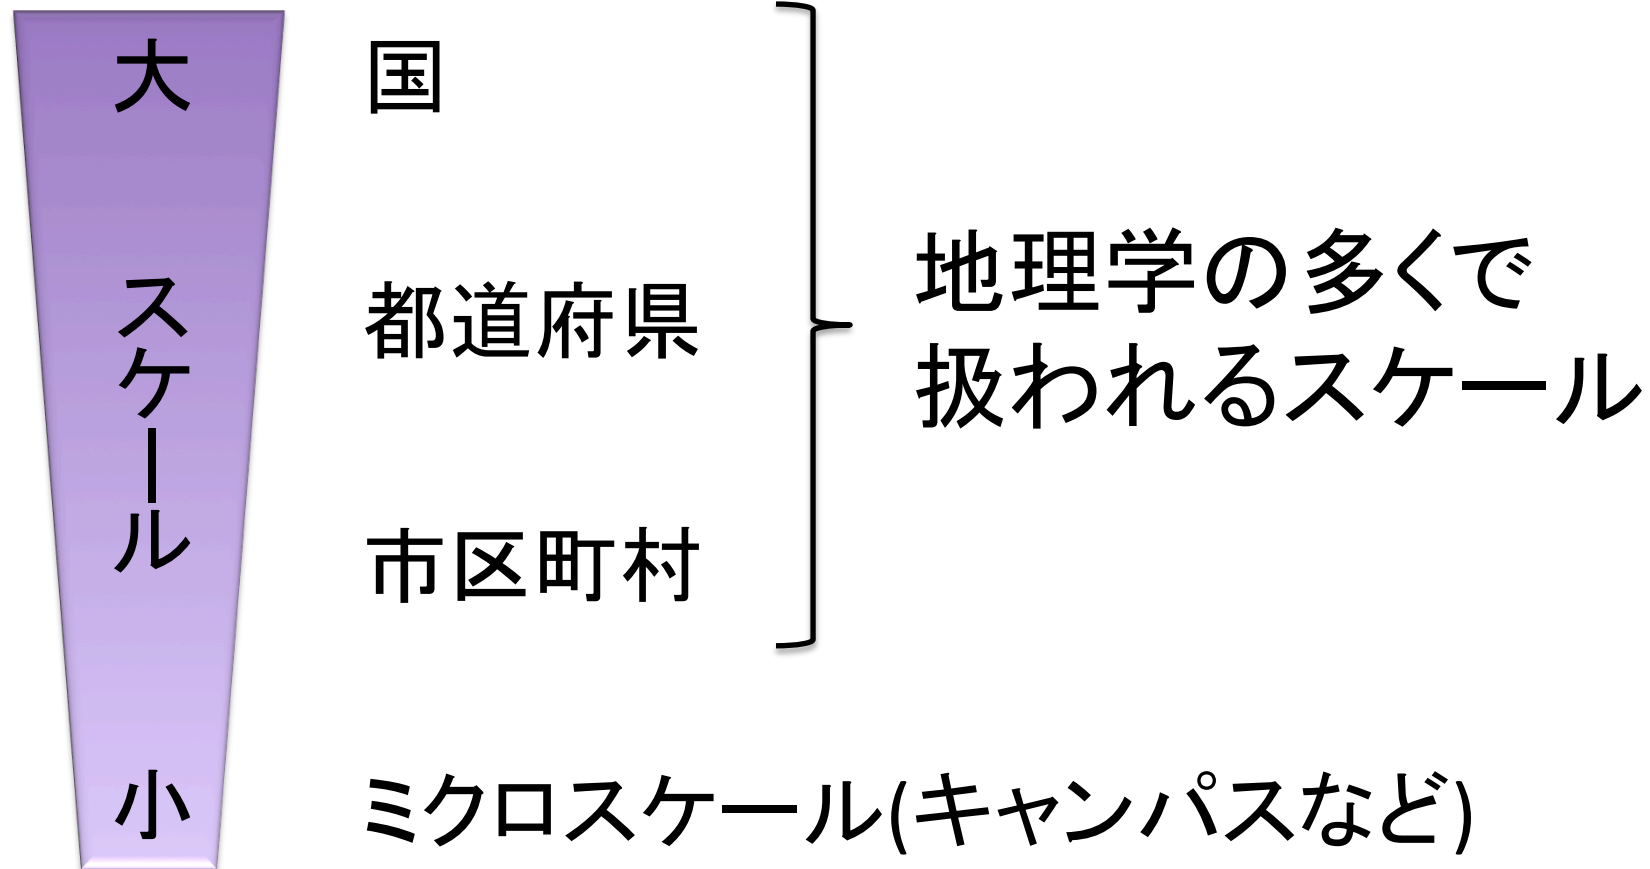 大
スケール
小
国
都道府県
市区町村
ミクロスケール(キャンパスなど)
地理学の多くで
扱われるスケール